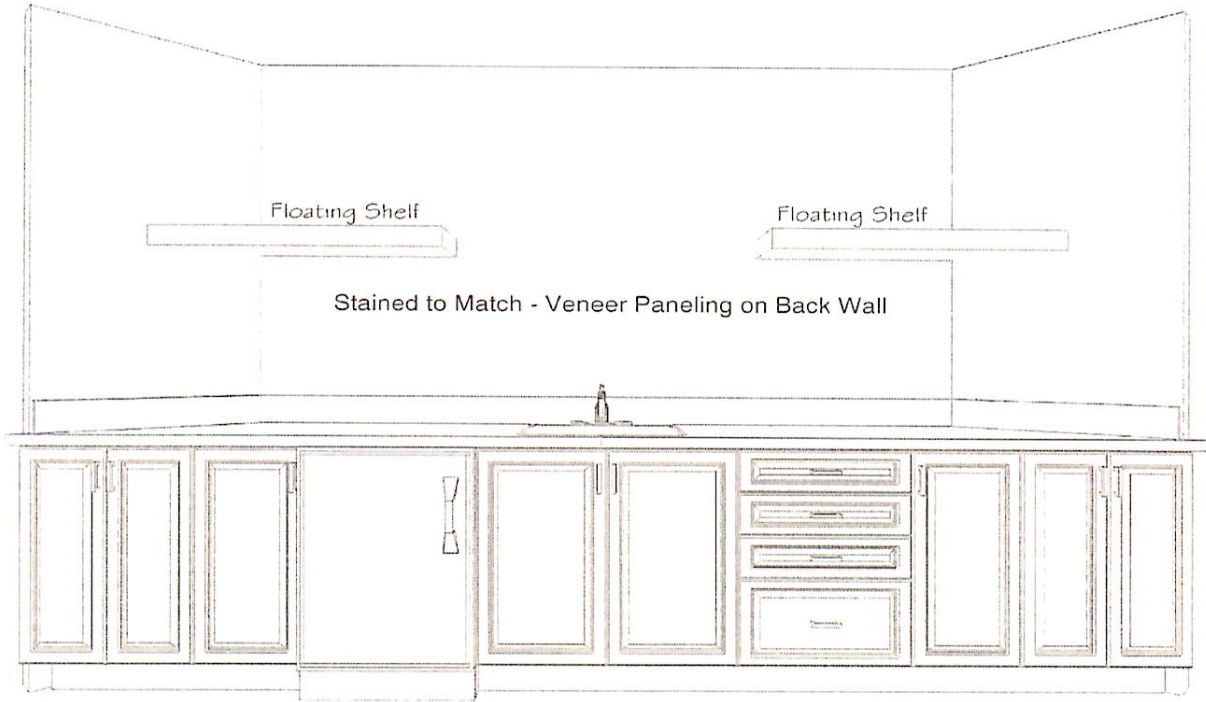 Floating Shelf
Floating Shelf
Stained to Match - Veneer Paneling on Back Wall